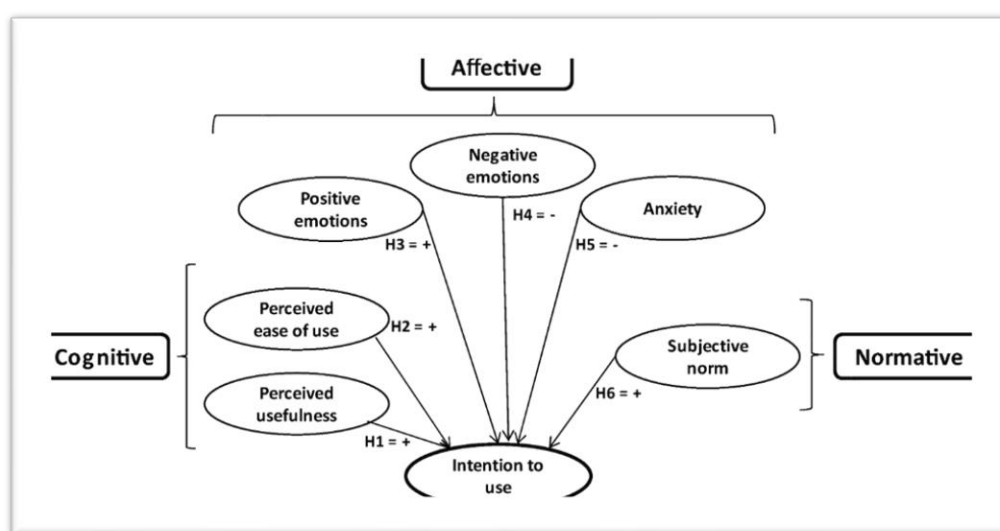 Affective
Negative
emotions
Positive
emotions
Anxiety
H4 = -
H3 = +
H5 = -
Perceived
ease of use
H2 = +
Cognitive
Subjective
norm
Normative
Perceived
usefulness
H6 = +
H1 = +
Intention to
use